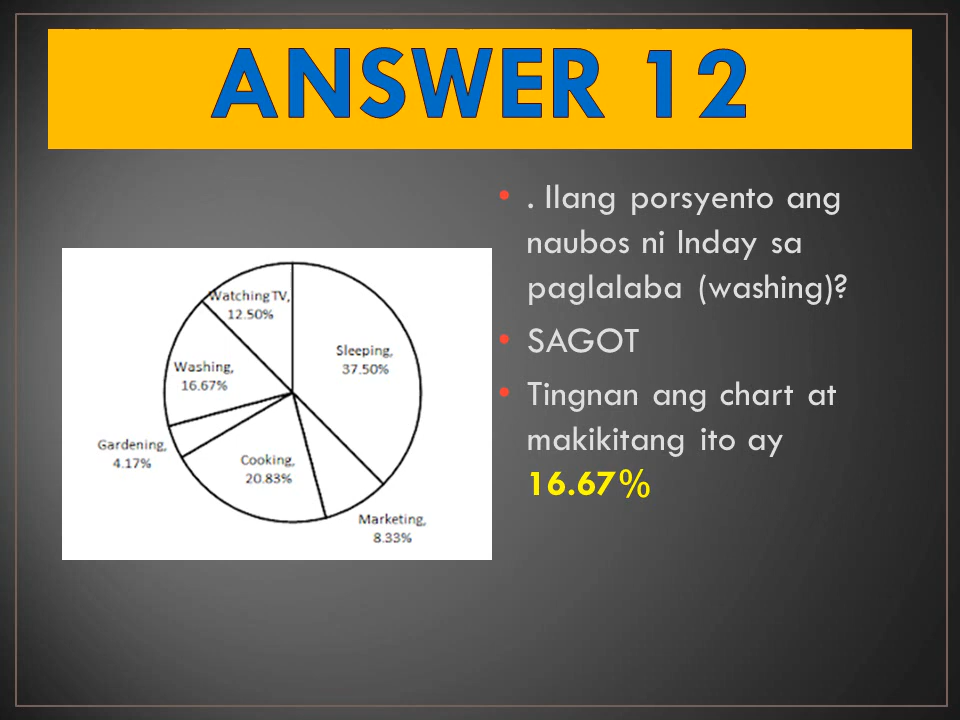 ANSWER 12
• . Ilang porsyento ang
naubos ni Inday sa
paglalaba (washing)?
• SAGOT
• Tingnan ang chart at
makikitang ito ay
16.67%
Watching TV,
12.50%
Sleeping,
37.50%
Washing,
16.67%
Gardening,
4.17%
Cooking,
20.83%
Marketing,
8.33%